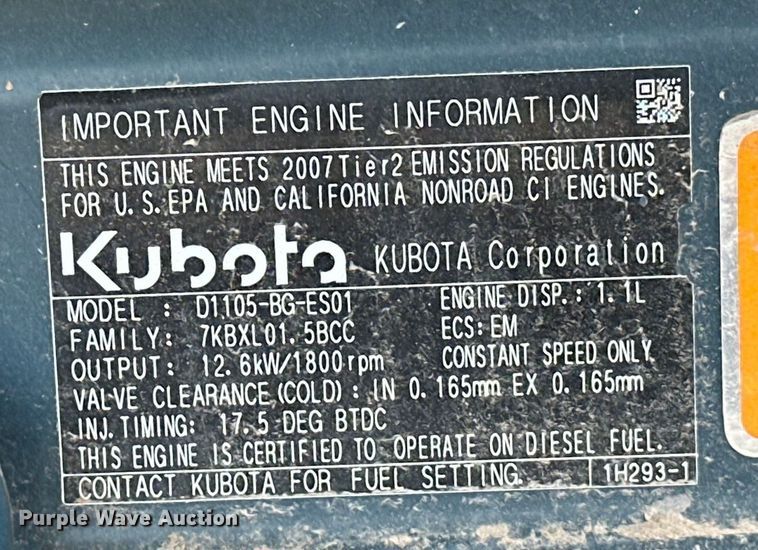 IMPORTANT ENGINE INFORMATION
THIS ENGINE MEETS 2007Tier2 EMISSION REGULATIONS
FOR U.S.EPA AND CALIFORNIA NONROAD CI ENGINES.
Kubota KUBOTA Corporation
MODEL : D1105-BG-ES01 ENGINE DISP.: 1.1L
FAMILY: 7KBXL01.5BCC ECS:EM
OUTPUT: 12.6kW/1800rpm CONSTANT SPEED ONLY.
VALVE CLEARANCE(COLD): IN 0.165mm EX 0.165mm
INJ.TIMING: 17.5 DEG BTDC
THIS ENGINE IS CERTIFIED TO OPERATE ON DIESEL FUEL.
CONTACT KUBOTA FOR FUEL SETTING. 1H293-1
Purple Wave Auction